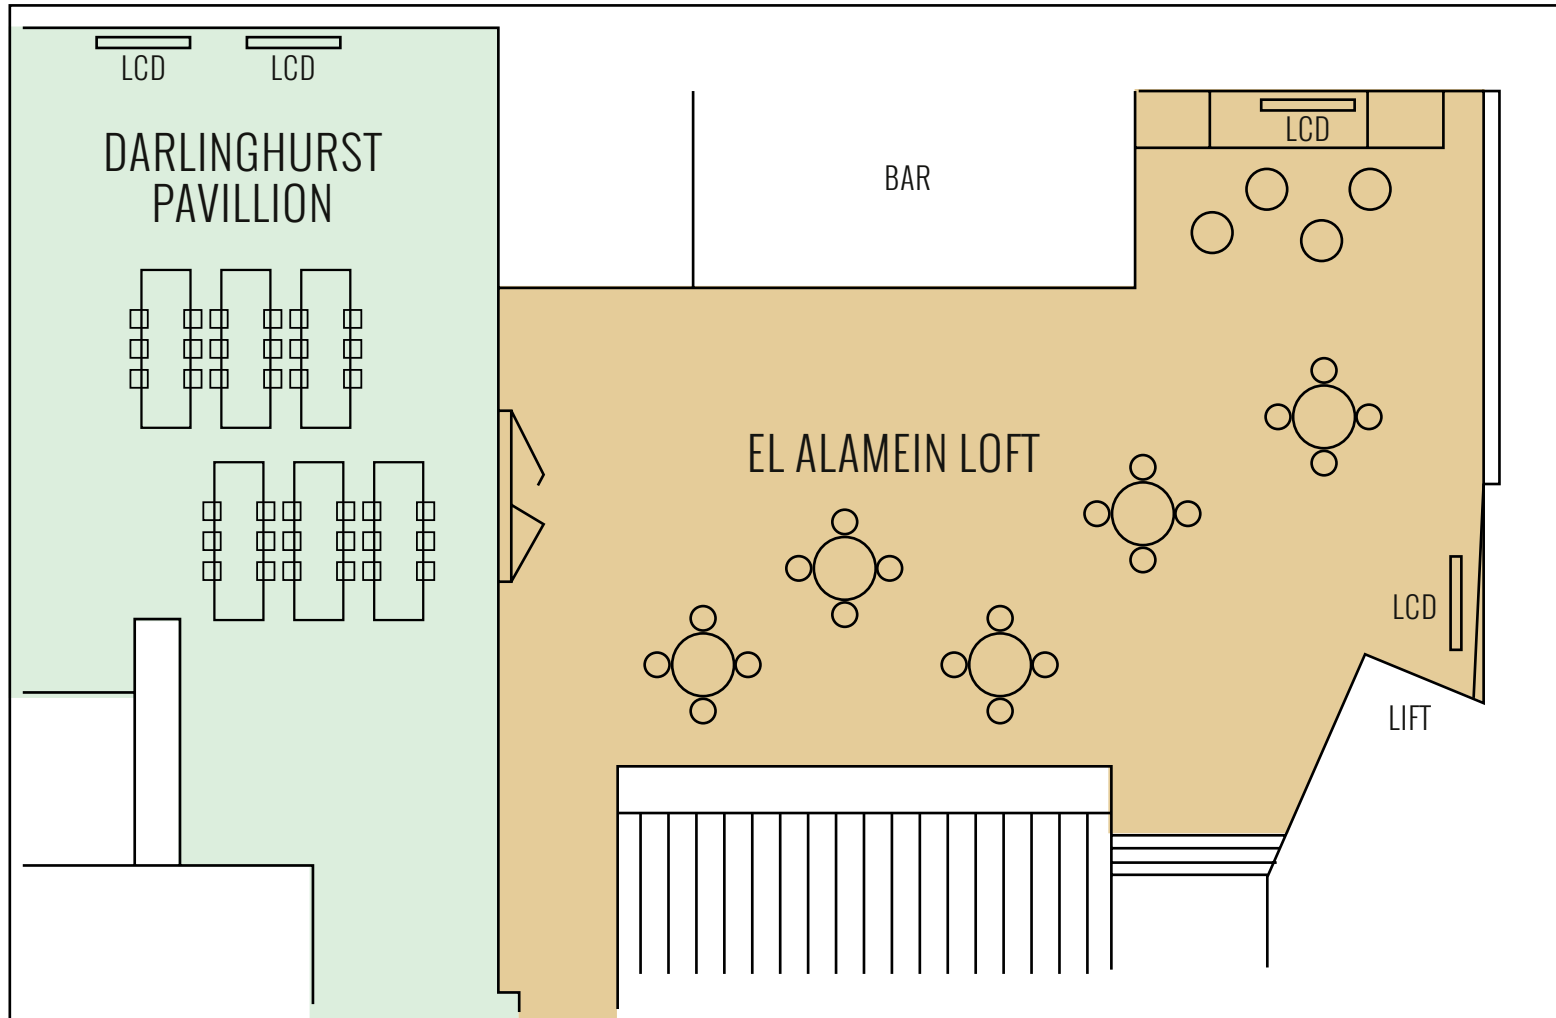 LCD
LCD
DARLINGHURST
PAVILLION
BAR
LCD
EL ALAMEIN LOFT
LCD
LIFT